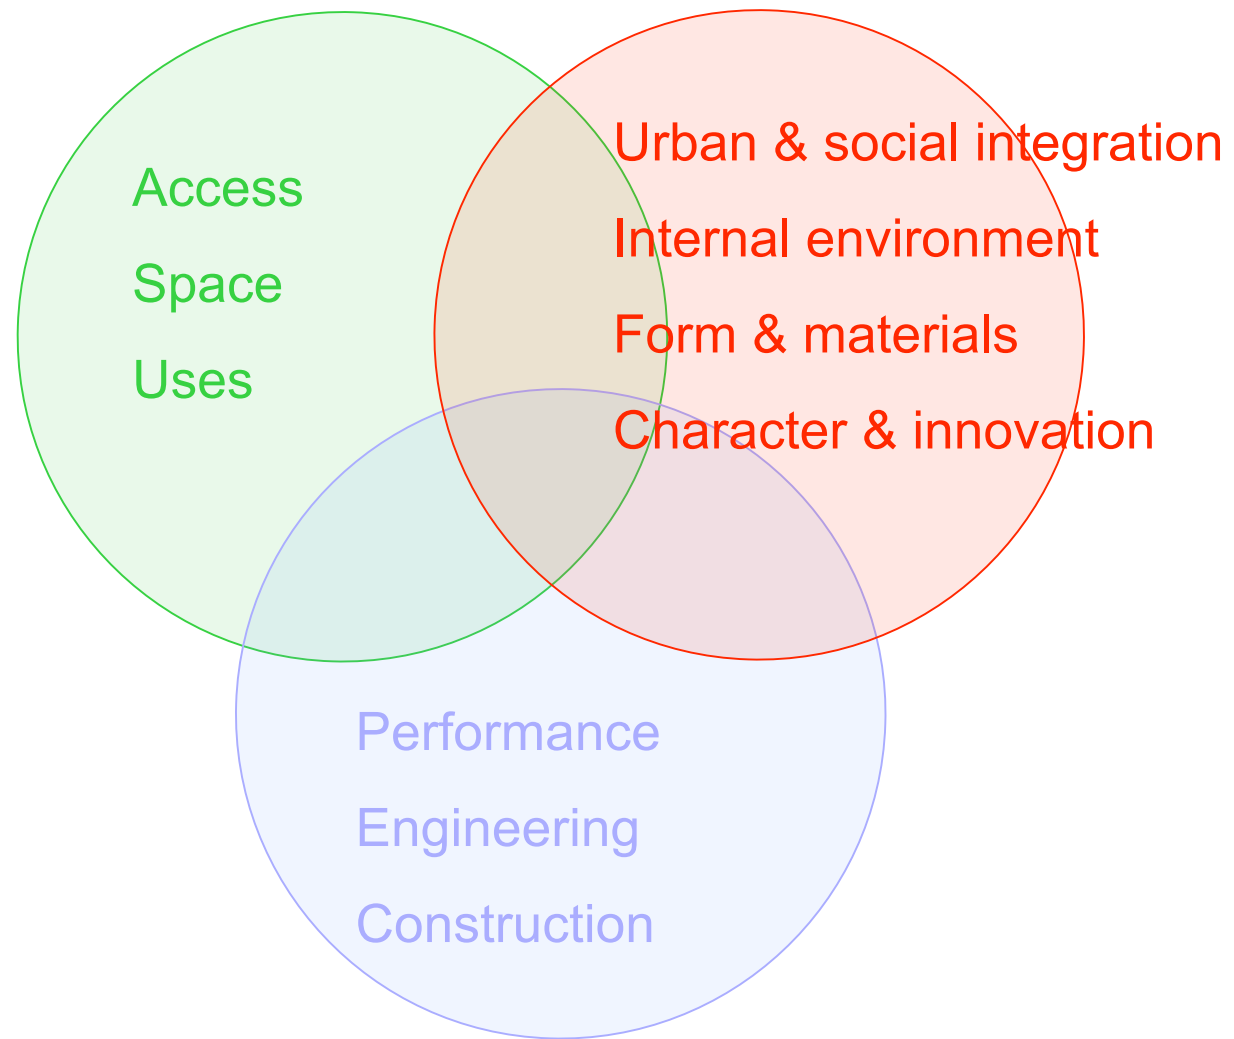 Access
Space
Uses
Urban & social integration
Internal environment
Form & materials
Character & innovation
Performance
Engineering
Construction